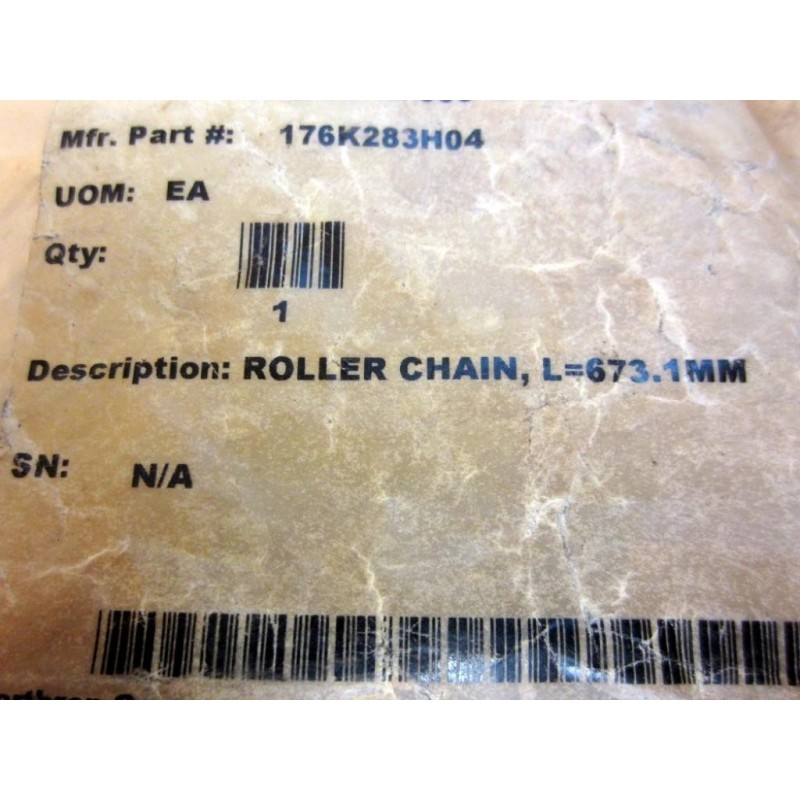 Mfr. Part #: 176K283H04
UOM: EA
Qty:
1
Description: ROLLER CHAIN, L=673.1MM
SN: N/A